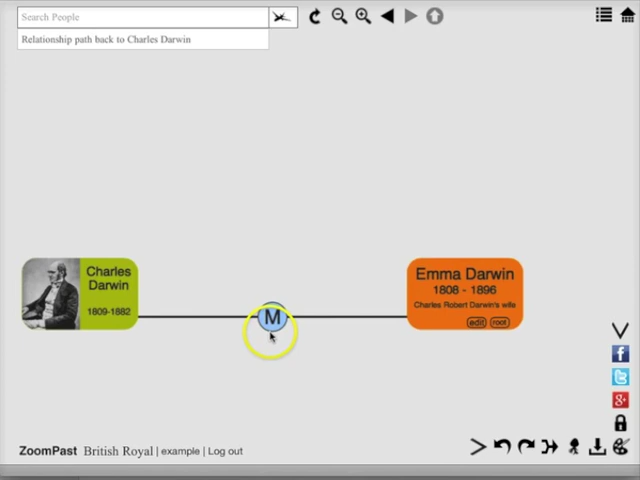 Search People
Relationship path back to Charles Darwin
Charles
Darwin
1809-1882
M
Emma Darwin
1808 - 1896
Charles Robert Darwin's wife
edit root
f
t
g+
ZoomPast British Royal | example | Log out